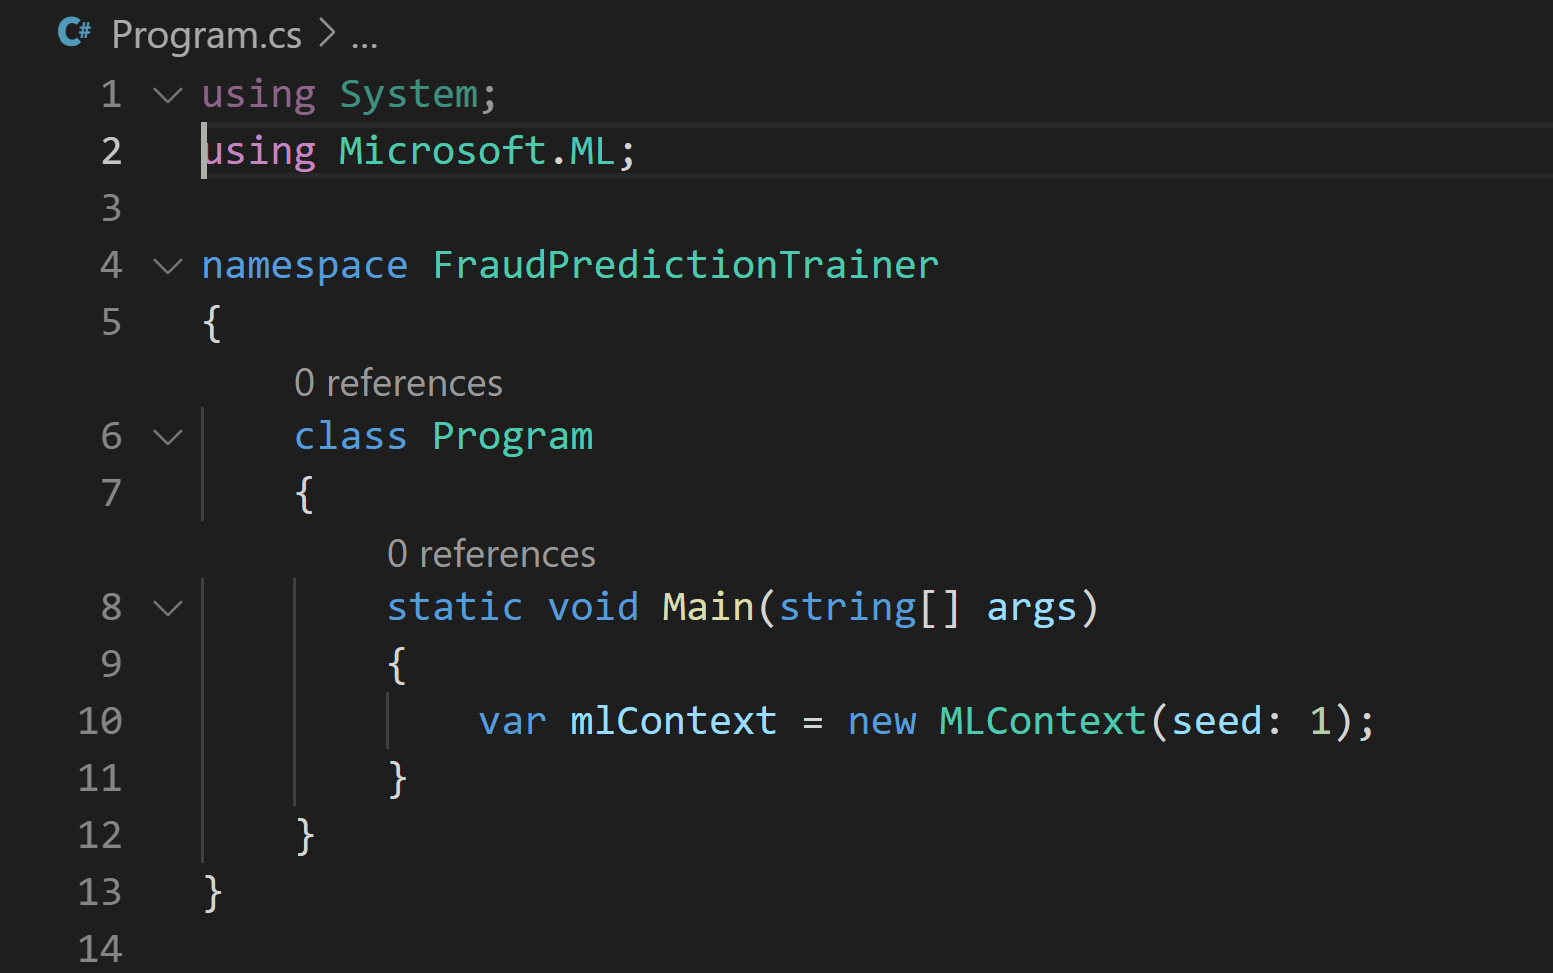 C# Program.cs > ...
1 using System;
2 using Microsoft.ML;
3
4 namespace FraudPredictionTrainer
5 {
0 references
6 class Program
7 {
0 references
8 static void Main(string[] args)
9 {
10 var mlContext = new MLContext(seed: 1);
11 }
12 }
13 }
14